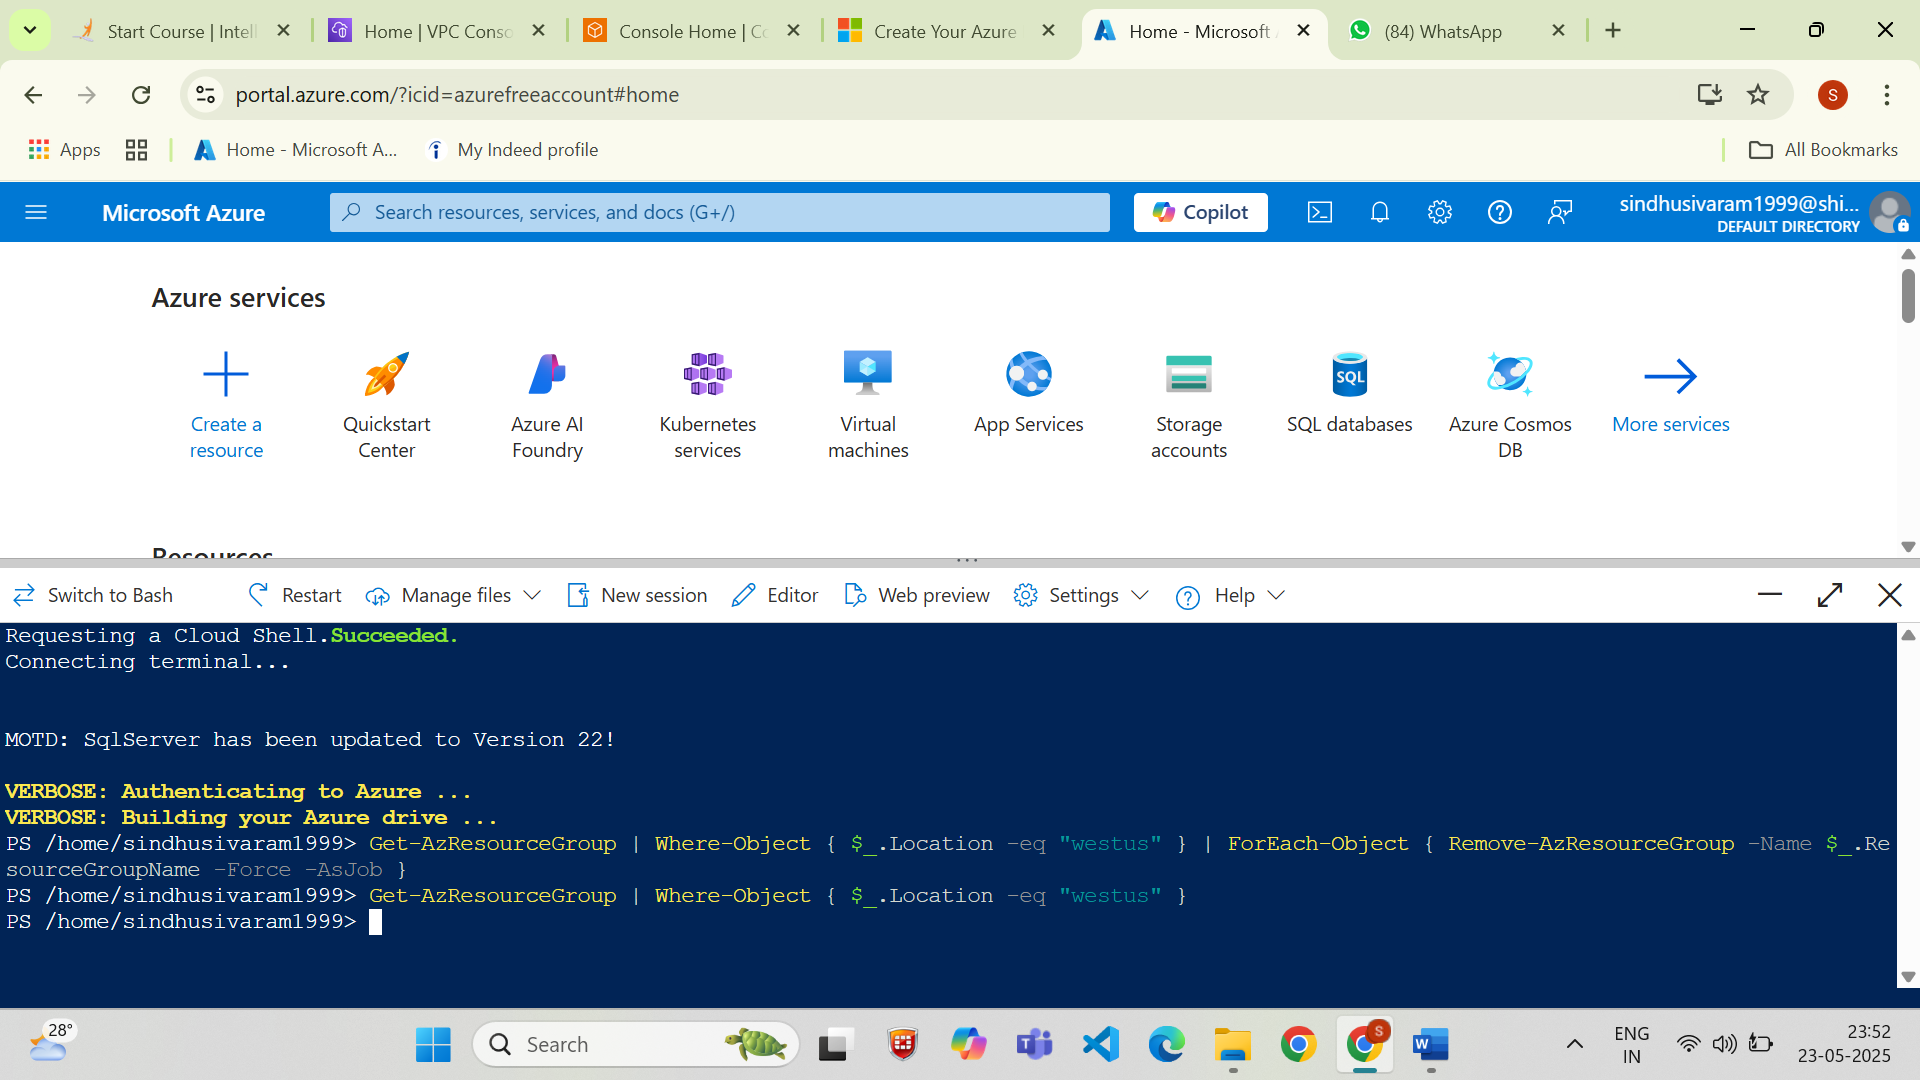 Start Course | Intell
Home | VPC Conso
Console Home | Co
Create Your Azure
Home - Microsoft A
(84) WhatsApp
portal.azure.com/?icid=azurefreeaccount#home
S
Apps
Home - Microsoft A...
My Indeed profile
All Bookmarks
Microsoft Azure
Search resources, services, and docs (G+/)
Copilot
sindhusivaram1999@shi...
DEFAULT DIRECTORY
Azure services
Create a resource
Quickstart Center
Azure AI Foundry
Kubernetes services
Virtual machines
App Services
Storage accounts
SQL
SQL databases
Azure Cosmos DB
More services
Resources
Switch to Bash
Restart
Manage files
New session
Editor
Web preview
Settings
Help
Requesting a Cloud Shell.Succeeded.
Connecting terminal...
MOTD: SqlServer has been updated to Version 22!
VERBOSE: Authenticating to Azure ...
VERBOSE: Building your Azure drive ...
PS /home/sindhusivaram1999> Get-AzResourceGroup | Where-Object { $_.Location -eq "westus" } | ForEach-Object { Remove-AzResourceGroup -Name $_.Re
sourceGroupName -Force -AsJob }
PS /home/sindhusivaram1999> Get-AzResourceGroup | Where-Object { $_.Location -eq "westus" }
PS /home/sindhusivaram1999>
28°
Search
S
ENG
IN
23:52
23-05-2025